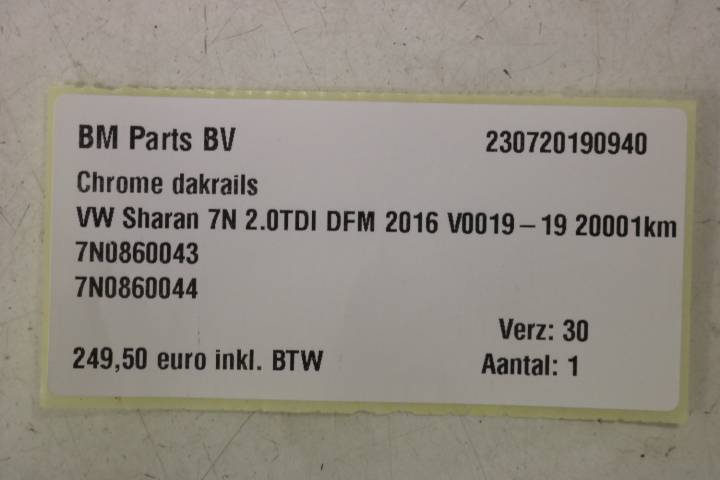 BM Parts BV 230720190940
Chrome dakrails
VW Sharan 7N 2.0TDI DFM 2016 V0019-19 20001km
7N0860043
7N0860044
Verz: 30
249,50 euro inkl. BTW Aantal: 1